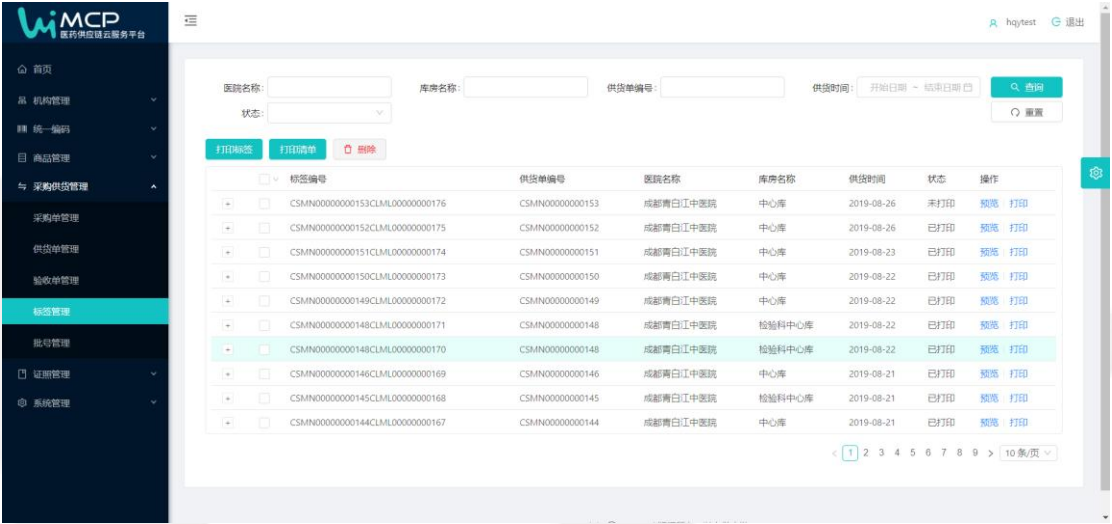 MCP
医药供应链云服务平台
hqytest 退出
首页
机构管理
统一编码
商品管理
采购供货管理
采购单管理
供货单管理
验收单管理
标签管理
批号管理
证照管理
系统管理
医院名称: 库房名称: 供货单编号: 供货时间: 开始日期 ~ 结束日期 查询
状态: 重置
打印标签 打印清单 删除
标签编号 供货单编号 医院名称 库房名称 供货时间 状态 操作
CSMN00000000153CLML00000000176 CSMN00000000153 成都青白江中医院 中心库 2019-08-26 未打印 预览 打印
CSMN00000000152CLML00000000175 CSMN00000000152 成都青白江中医院 中心库 2019-08-26 已打印 预览 打印
CSMN00000000151CLML00000000174 CSMN00000000151 成都青白江中医院 中心库 2019-08-23 已打印 预览 打印
CSMN00000000150CLML00000000173 CSMN00000000150 成都青白江中医院 中心库 2019-08-22 已打印 预览 打印
CSMN00000000149CLML00000000172 CSMN00000000149 成都青白江中医院 中心库 2019-08-22 已打印 预览 打印
CSMN00000000148CLML00000000171 CSMN00000000148 成都青白江中医院 检验科中心库 2019-08-22 已打印 预览 打印
CSMN00000000148CLML00000000170 CSMN00000000148 成都青白江中医院 检验科中心库 2019-08-22 已打印 预览 打印
CSMN00000000146CLML00000000169 CSMN00000000146 成都青白江中医院 中心库 2019-08-21 已打印 预览 打印
CSMN00000000145CLML00000000168 CSMN00000000145 成都青白江中医院 检验科中心库 2019-08-21 已打印 预览 打印
CSMN00000000144CLML00000000167 CSMN00000000144 成都青白江中医院 中心库 2019-08-21 已打印 预览 打印
< 1 2 3 4 5 6 7 8 9 > 10 条/页